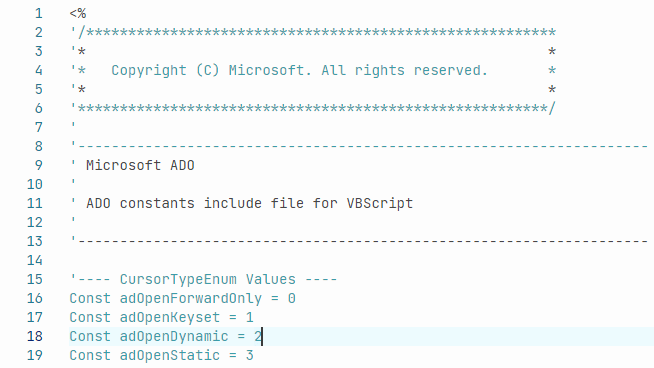 1 <%
2 '/********************************************************
3 '* *
4 '* Copyright (C) Microsoft. All rights reserved. *
5 '* *
6 '********************************************************/
7 '
8 '--------------------------------------------------------------------
9 ' Microsoft ADO
10 '
11 ' ADO constants include file for VBScript
12 '
13 '--------------------------------------------------------------------
14
15 '---- CursorTypeEnum Values ----
16 Const adOpenForwardOnly = 0
17 Const adOpenKeyset = 1
18 Const adOpenDynamic = 2
19 Const adOpenStatic = 3